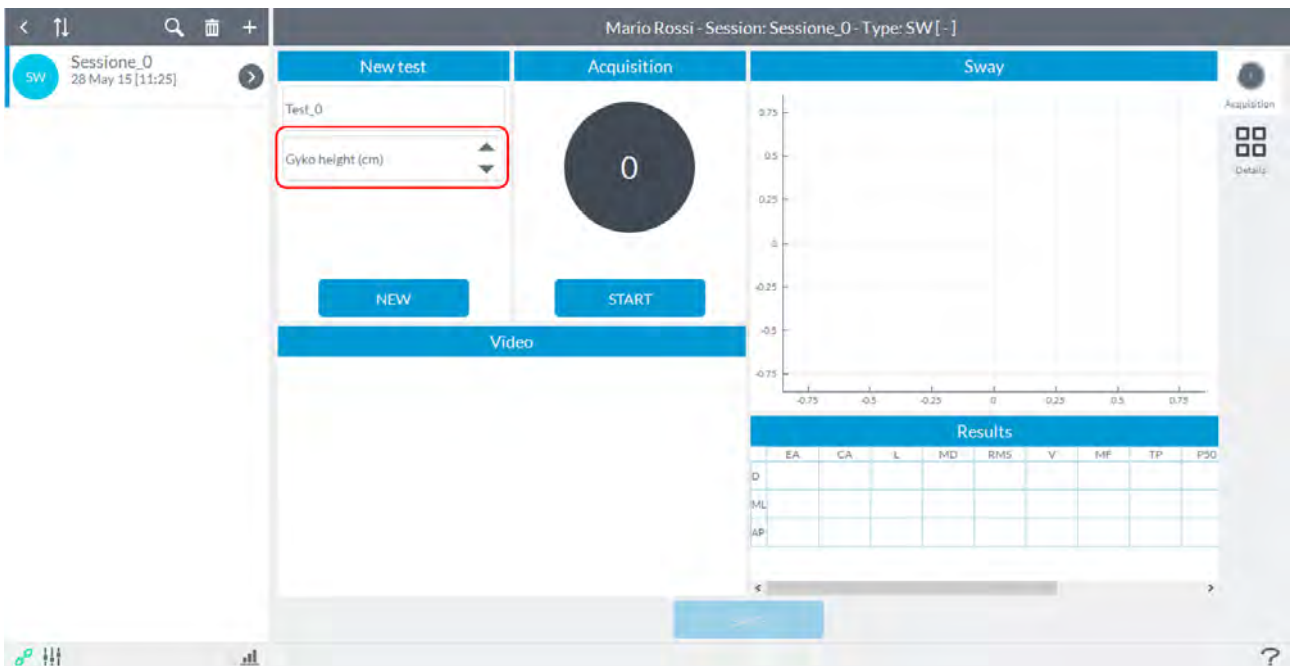 Mario Rossi - Session: Sessione_0 - Type: SW [ - ]
SW
Sessione_0
28 May 15 [11:25]
New test
Test_0
Gyko height (cm)
NEW
Acquisition
0
START
Video
Sway
0.75
0.5
0.25
0
-0.25
-0.5
-0.75
-0.75 -0.5 -0.25 0 0.25 0.5 0.75
Results
EA CA L MD RMS V MF TP P50
D
ML
AP
Acquisition
Details
?